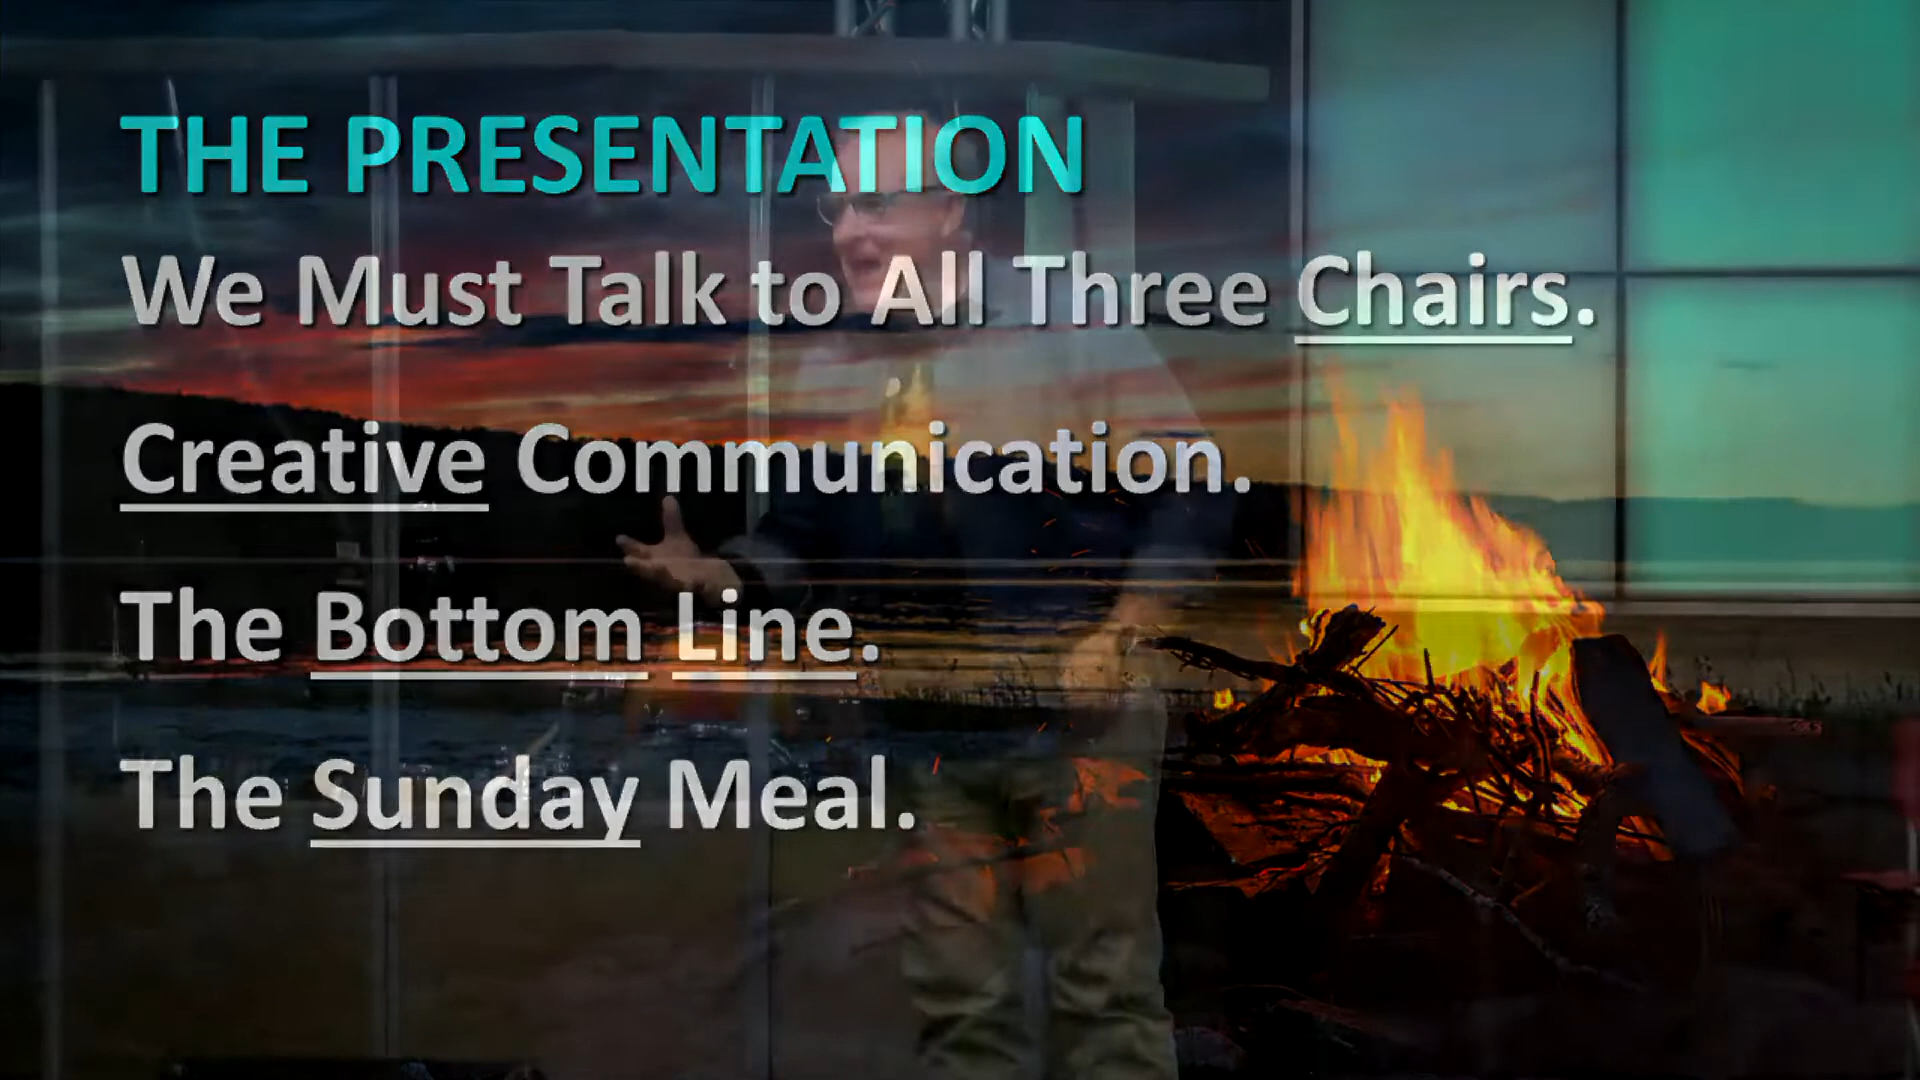 THE PRESENTATION
We Must Talk to All Three Chairs.
Creative Communication.
The Bottom Line.
The Sunday Meal.